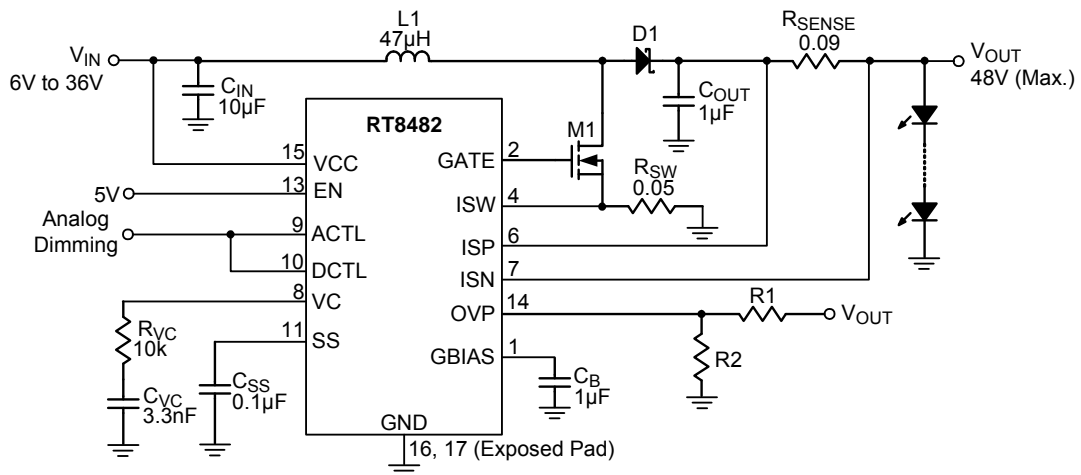 L1
47µH
D1
RSENSE
0.09
VIN
6V to 36V
VOUT
48V (Max.)
CIN
10µF
COUT
1µF
RT8482
M1
15
VCC
GATE
2
RSW
0.05
5V
13
EN
ISW
4
Analog
Dimming
9
ACTL
ISP
6
10
DCTL
ISN
7
8
VC
OVP
14
R1
VOUT
RVC
10k
11
SS
GBIAS
1
R2
CVC
3.3nF
CSS
0.1µF
CB
1µF
GND
16, 17 (Exposed Pad)